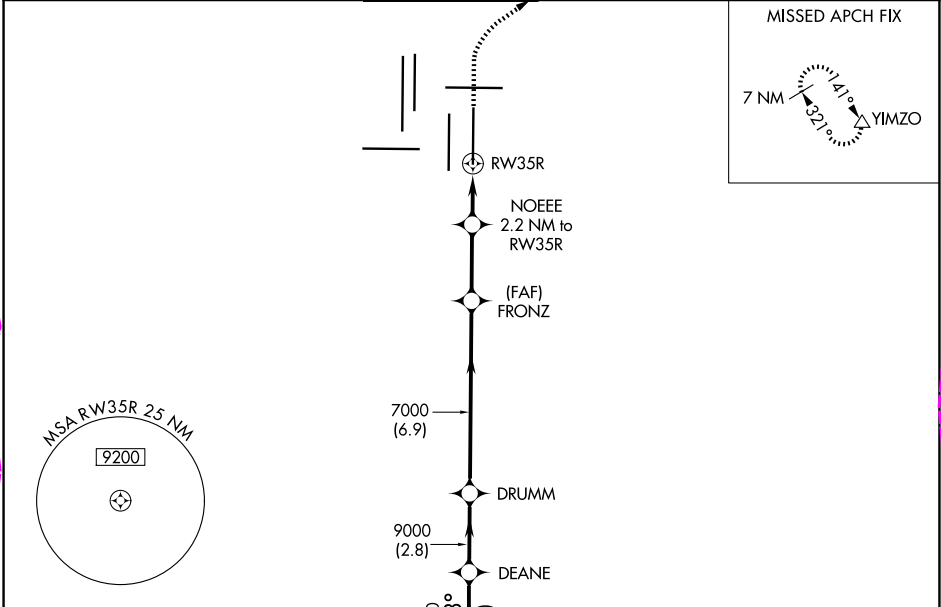 MISSED APCH FIX
7 NM
141°
321°
YIMZO
RW35R
NOEEE
2.2 NM to
RW35R
(FAF)
FRONZ
7000
(6.9)
MSA RW35R 25 NM
9200
DRUMM
9000
(2.8)
DEANE